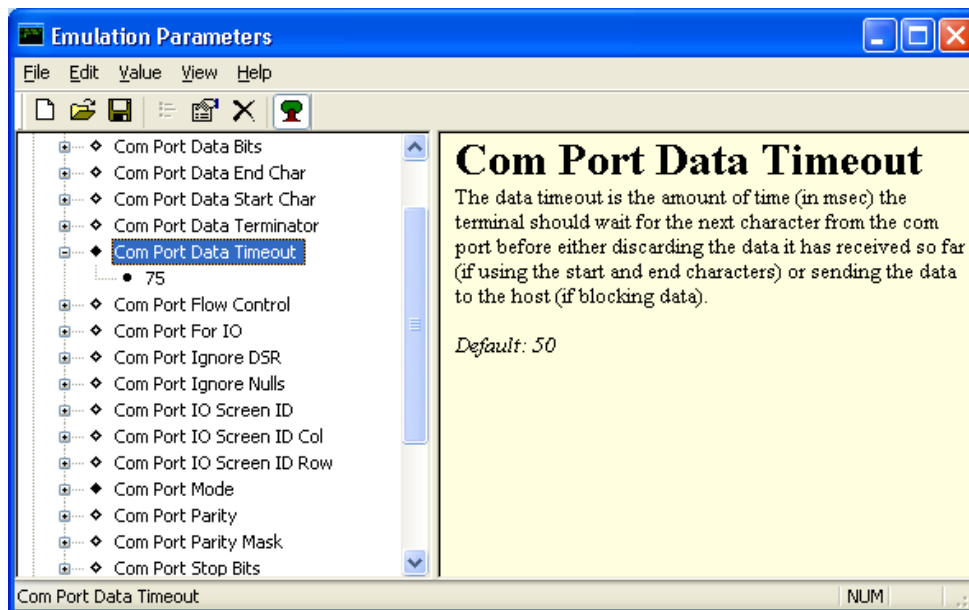 Emulation Parameters
File Edit Value View Help
Com Port Data Bits
Com Port Data End Char
Com Port Data Start Char
Com Port Data Terminator
Com Port Data Timeout
75
Com Port Flow Control
Com Port For IO
Com Port Ignore DSR
Com Port Ignore Nulls
Com Port IO Screen ID
Com Port IO Screen ID Col
Com Port IO Screen ID Row
Com Port Mode
Com Port Parity
Com Port Parity Mask
Com Port Stop Bits
Com Port Data Timeout
The data timeout is the amount of time (in msec) the
terminal should wait for the next character from the com
port before either discarding the data it has received so far
(if using the start and end characters) or sending the data
to the host (if blocking data).
Default: 50
Com Port Data Timeout NUM